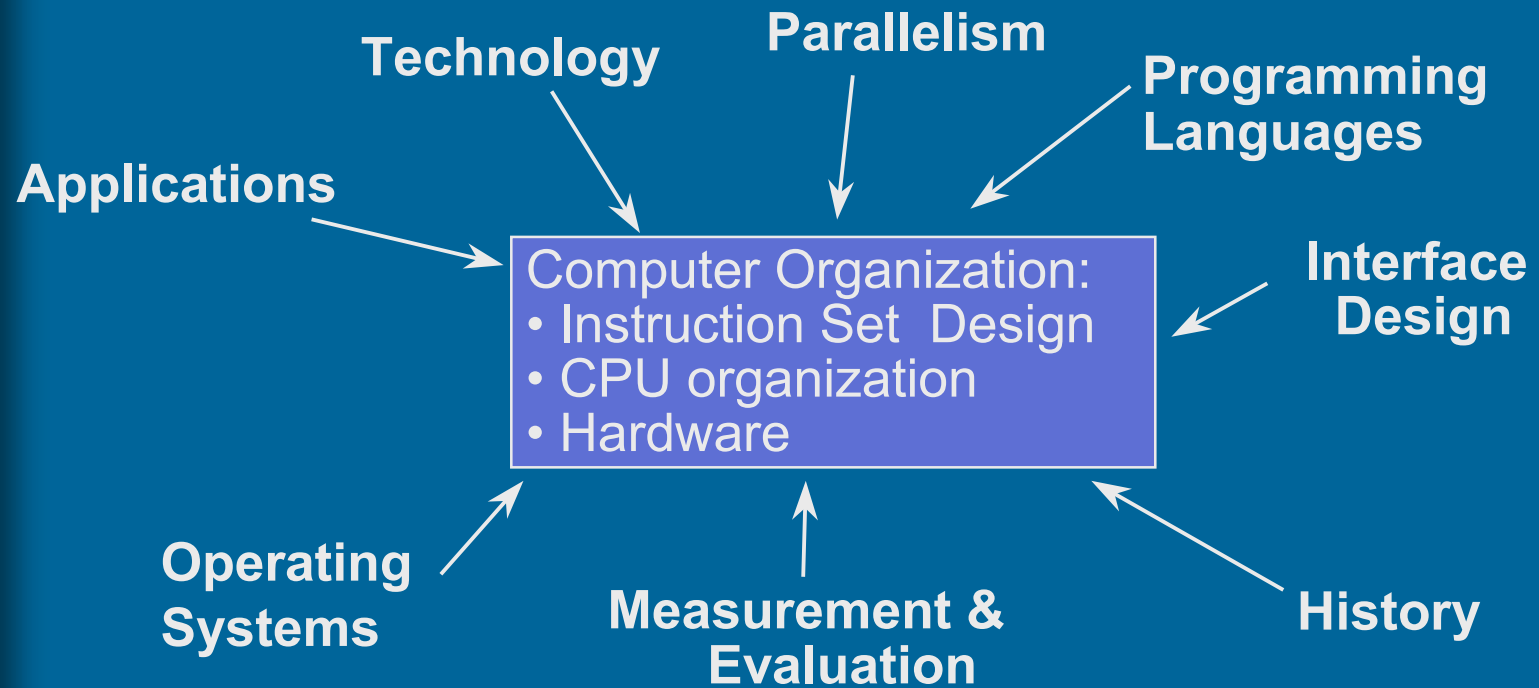 Parallelism
Technology
Programming
Languages
Applications
Interface
Design
Computer Organization:
• Instruction Set  Design
• CPU organization
• Hardware
Operating
Systems
Measurement &
Evaluation
History